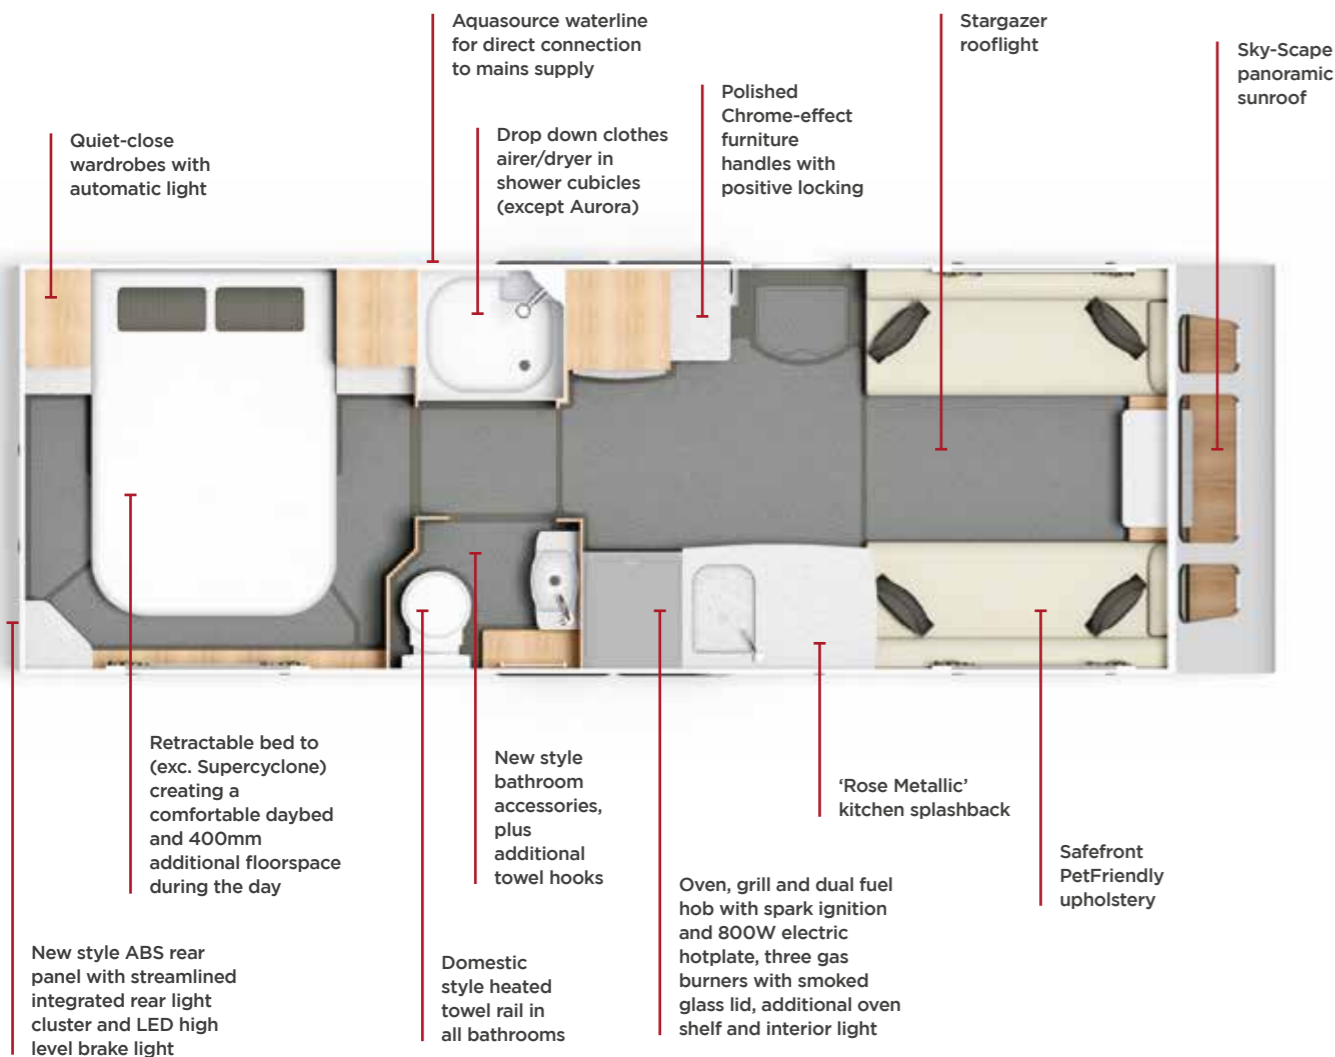 Aquasource waterline
for direct connection
to mains supply
Stargazer
rooflight
Sky-Scape
panoramic
sunroof
Quiet-close
wardrobes with
automatic light
Drop down clothes
airer/dryer in
shower cubicles
(except Aurora)
Polished
Chrome-effect
furniture
handles with
positive locking
Retractable bed to
(exc. Supercyclone)
creating a
comfortable daybed
and 400mm
additional floorspace
during the day
New style
bathroom
accessories,
plus
additional
towel hooks
‘Rose Metallic’
kitchen splashback
Safefront
PetFriendly
upholstery
New style ABS rear
panel with streamlined
integrated rear light
cluster and LED high
level brake light
Domestic
style heated
towel rail in
all bathrooms
Oven, grill and dual fuel
hob with spark ignition
and 800W electric
hotplate, three gas
burners with smoked
glass lid, additional oven
shelf and interior light